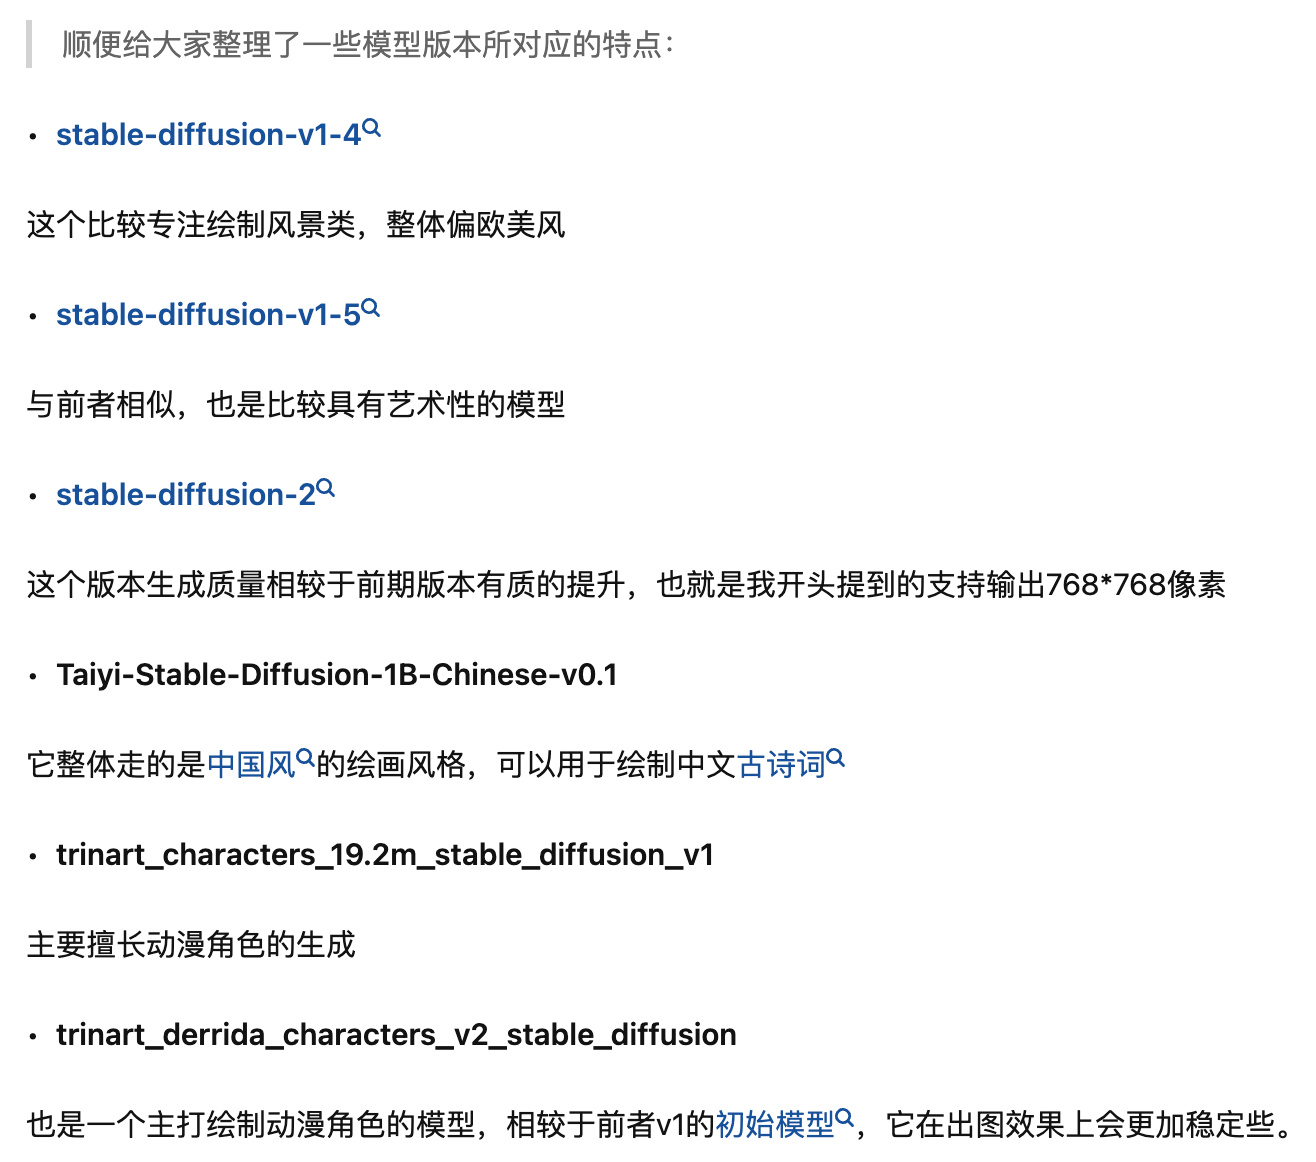 顺便给大家整理了一些模型版本所对应的特点：
• stable-diffusion-v1-4
这个比较专注绘制风景类，整体偏欧美风
• stable-diffusion-v1-5
与前者相似，也是比较具有艺术性的模型
• stable-diffusion-2
这个版本生成质量相较于前期版本有质的提升，也就是我开头提到的支持输出768*768像素
• Taiyi-Stable-Diffusion-1B-Chinese-v0.1
它整体走的是中国风的绘画风格，可以用于绘制中文古诗词
• trinart_characters_19.2m_stable_diffusion_v1
主要擅长动漫角色的生成
• trinart_derrida_characters_v2_stable_diffusion
也是一个主打绘制动漫角色的模型，相较于前者v1的初始模型，它在出图效果上会更加稳定些。